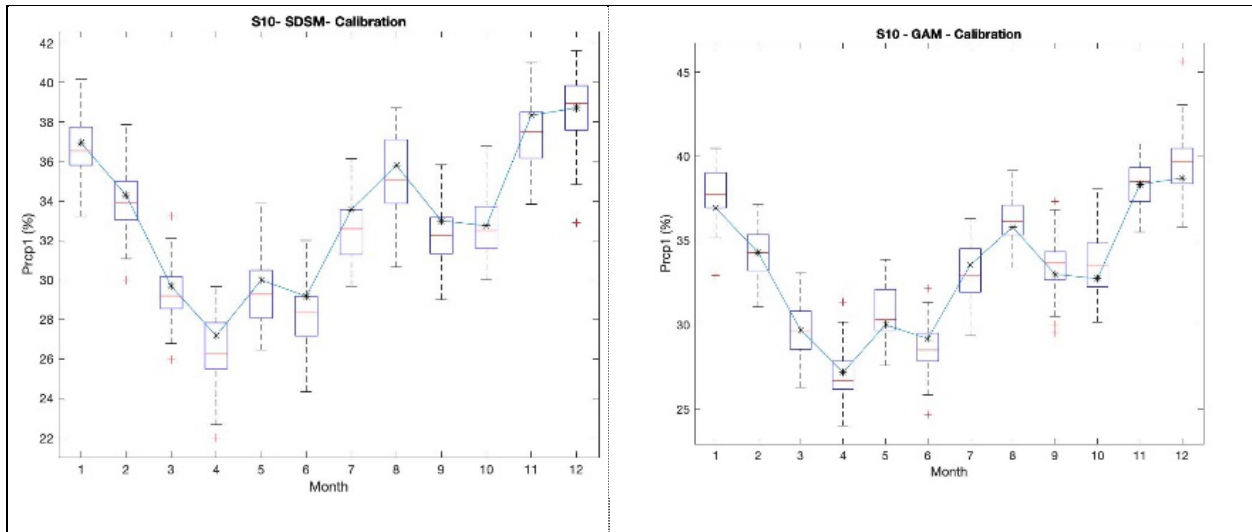 S10- SDSM- Calibration
42
40
38
36
34
32
30
28
26
24
22
Prcp1 (%)
1 2 3 4 5 6 7 8 9 10 11 12
Month
S10 - GAM - Calibration
45
40
35
30
25
Prcp1 (%)
1 2 3 4 5 6 7 8 9 10 11 12
Month